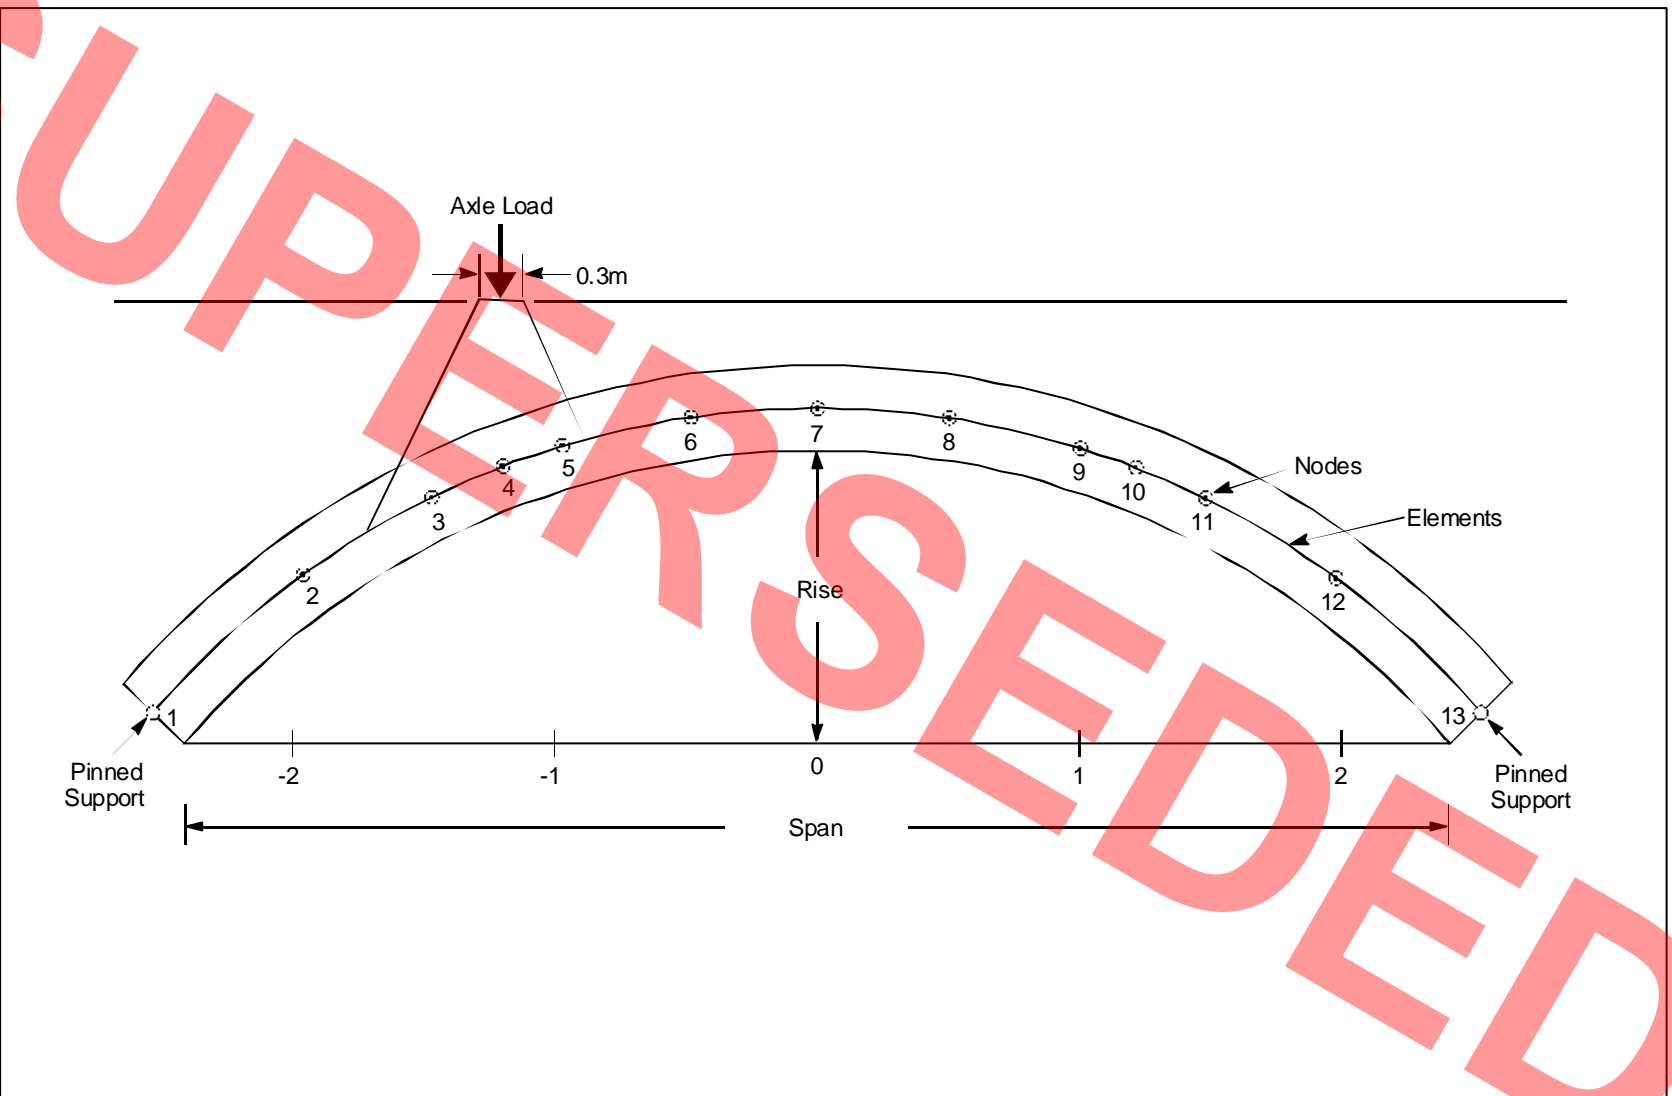 SUPERSEDED
Axle Load
0.3m
1
2
3
4
5
6
7
8
9
10
11
12
13
Nodes
Elements
Rise
Pinned
Support
-2
-1
0
1
2
Pinned
Support
Span